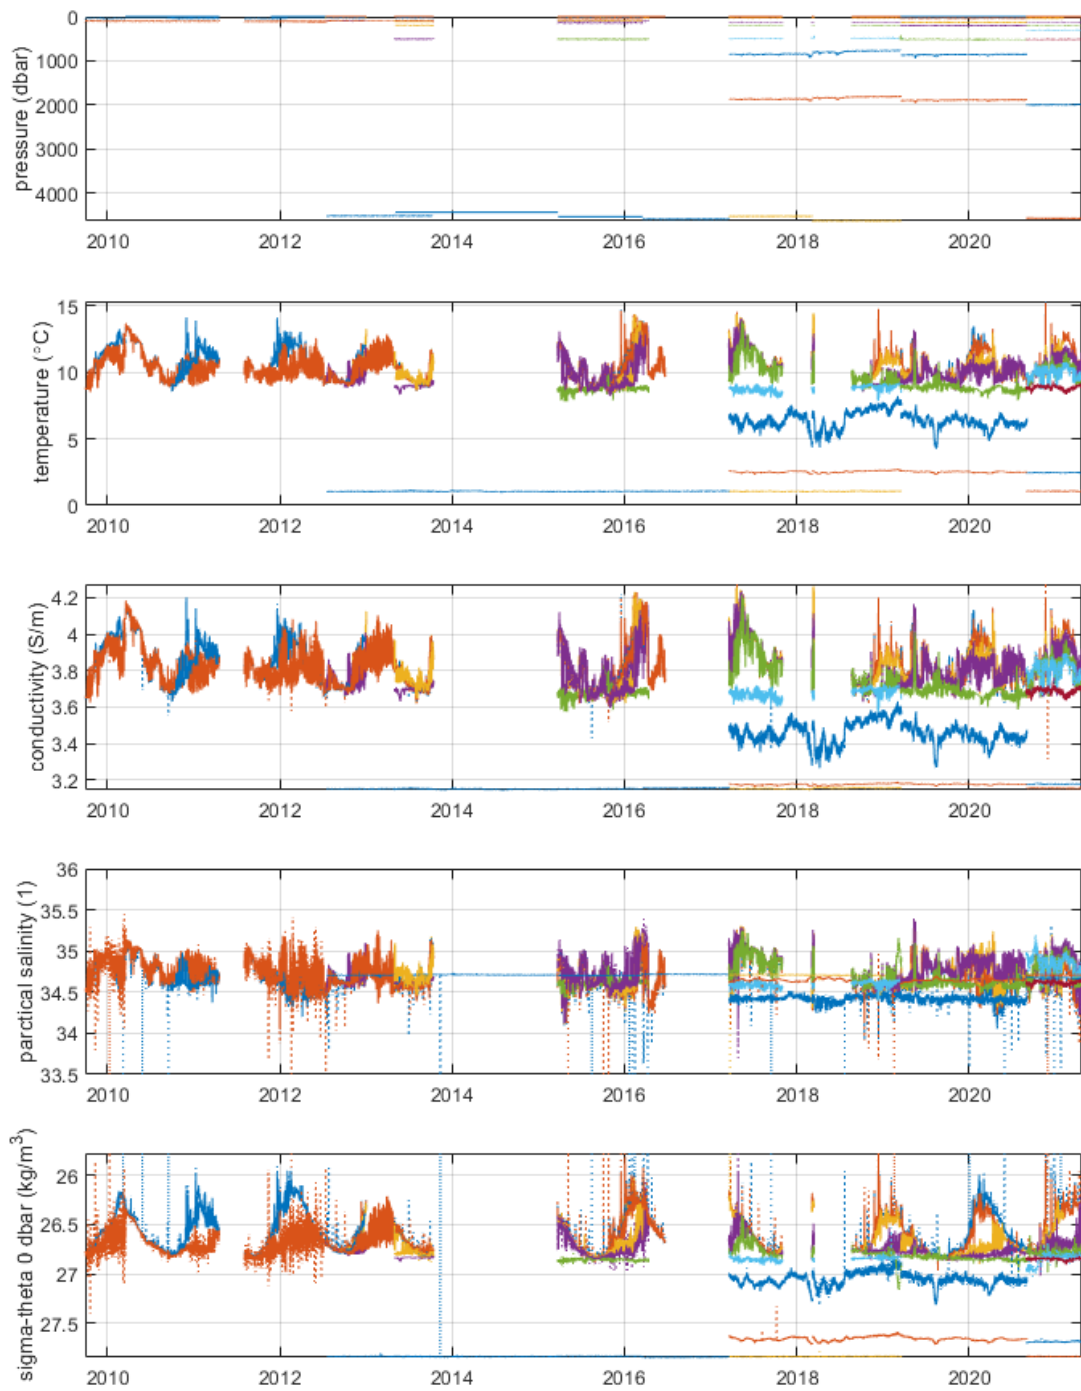 pressure (dbar)
0
1000
2000
3000
4000
2010 2012 2014 2016 2018 2020
temperature (°C)
15
10
5
0
2010 2012 2014 2016 2018 2020
conductivity (S/m)
4.2
4
3.8
3.6
3.4
3.2
2010 2012 2014 2016 2018 2020
parctical salinity (1)
36
35.5
35
34.5
34
33.5
2010 2012 2014 2016 2018 2020
sigma-theta 0 dbar (kg/m³)
26
26.5
27
27.5
2010 2012 2014 2016 2018 2020